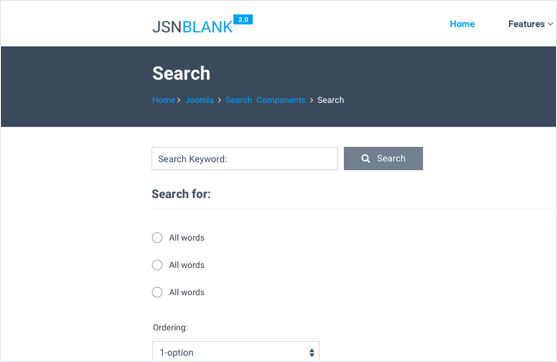 JSNBLANK 2.0
Home Features
Search
Home > Joomla > Search Components > Search
Search Keyword: Search
Search for:
All words
All words
All words
Ordering:
1-option